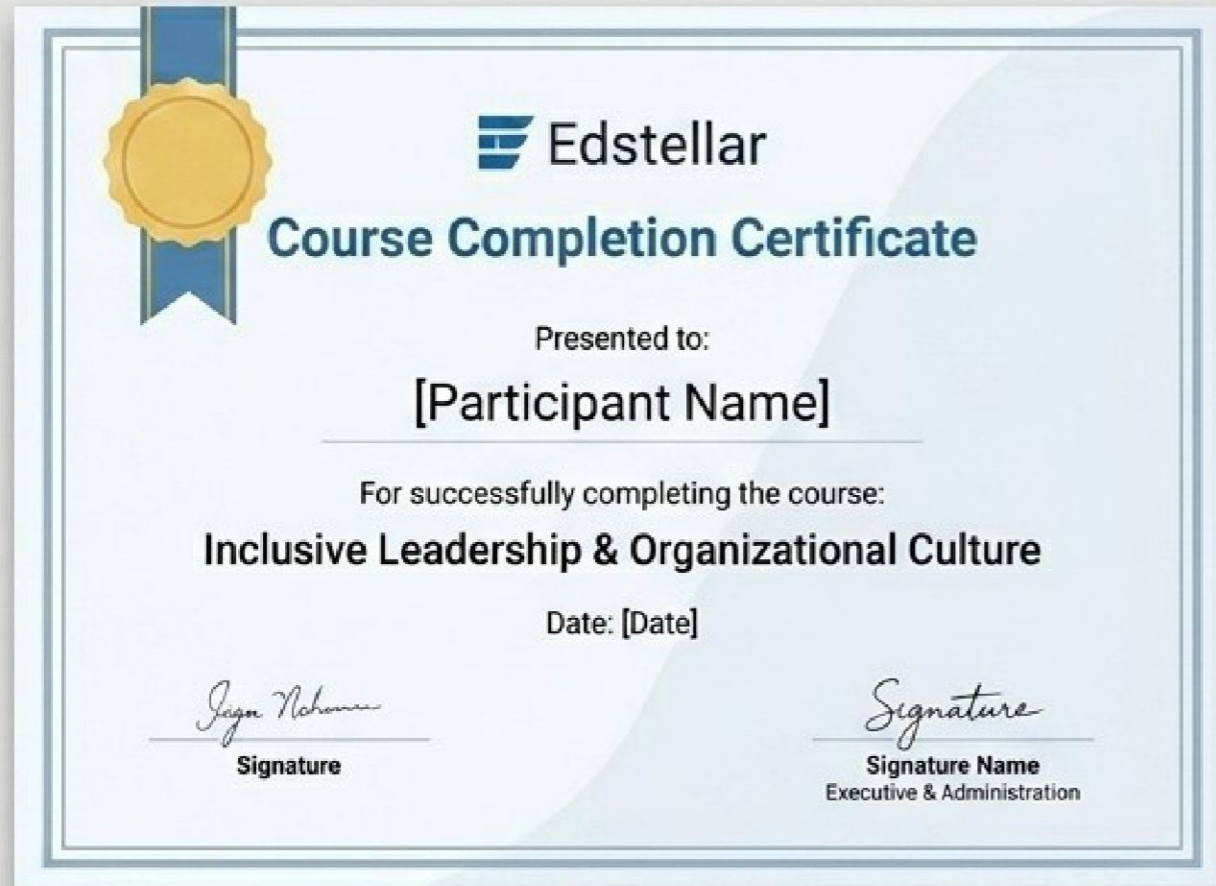 Edstellar
Course Completion Certificate
Presented to:
[Participant Name]
For successfully completing the course:
Inclusive Leadership & Organizational Culture
Date: [Date]
Signature
Signature
Signature Name
Executive & Administration